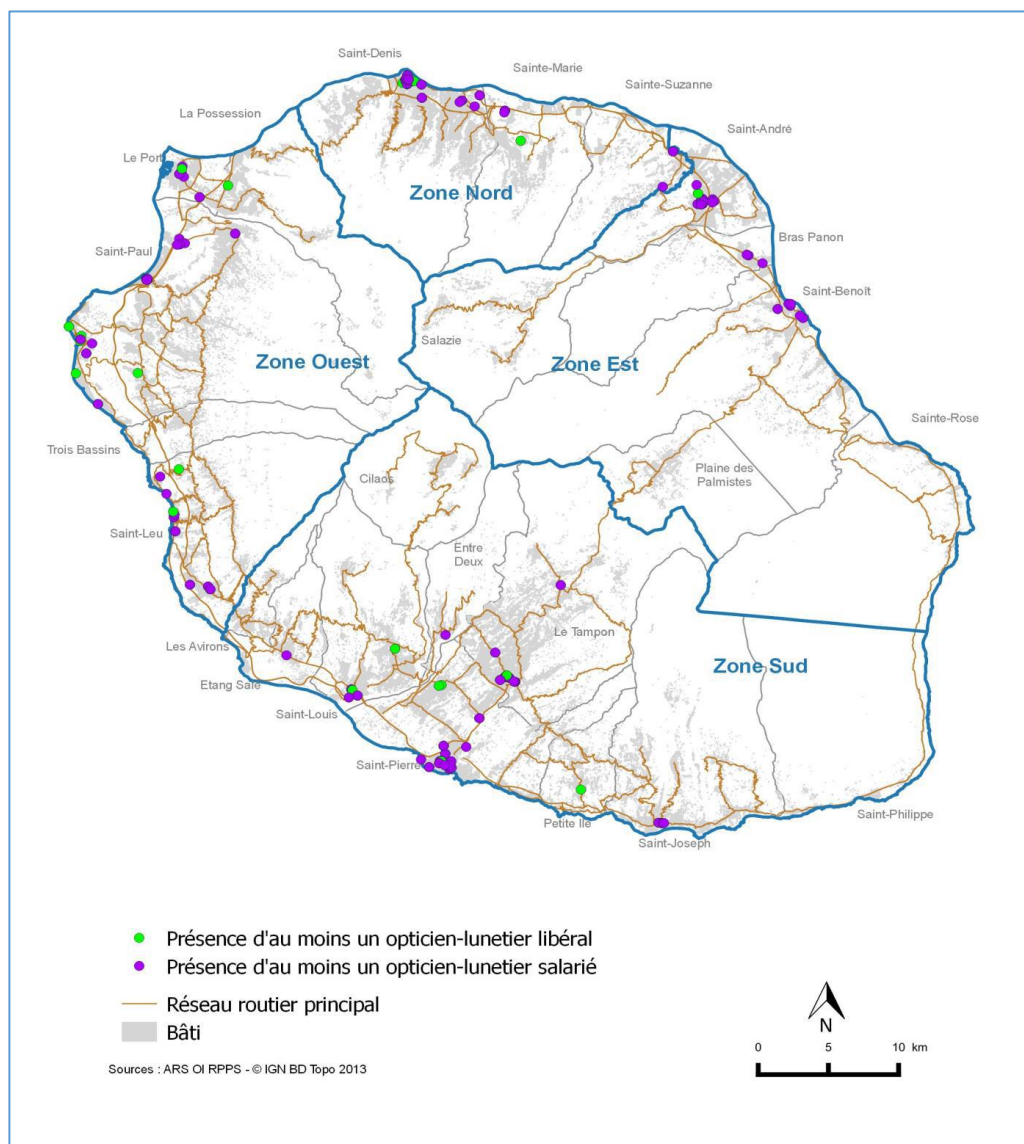 Saint-Denis
Sainte-Marie
Sainte-Suzanne
La Possession
Saint-André
Le Port
Zone Nord
Bras Panon
Saint-Paul
Saint-Benoît
Salazie
Zone Ouest
Zone Est
Sainte-Rose
Trois Bassins
Plaine des
Palmistes
Cilaos
Saint-Leu
Entre
Deux
Le Tampon
Les Avirons
Zone Sud
Etang Salé
Saint-Louis
Saint-Pierre
Saint-Philippe
Petite Ile
Saint-Joseph
Présence d'au moins un opticien-lunetier libéral
Présence d'au moins un opticien-lunetier salarié
Réseau routier principal
Bâti
N
0 5 10 km
Sources : ARS OI RPPS - © IGN BD Topo 2013